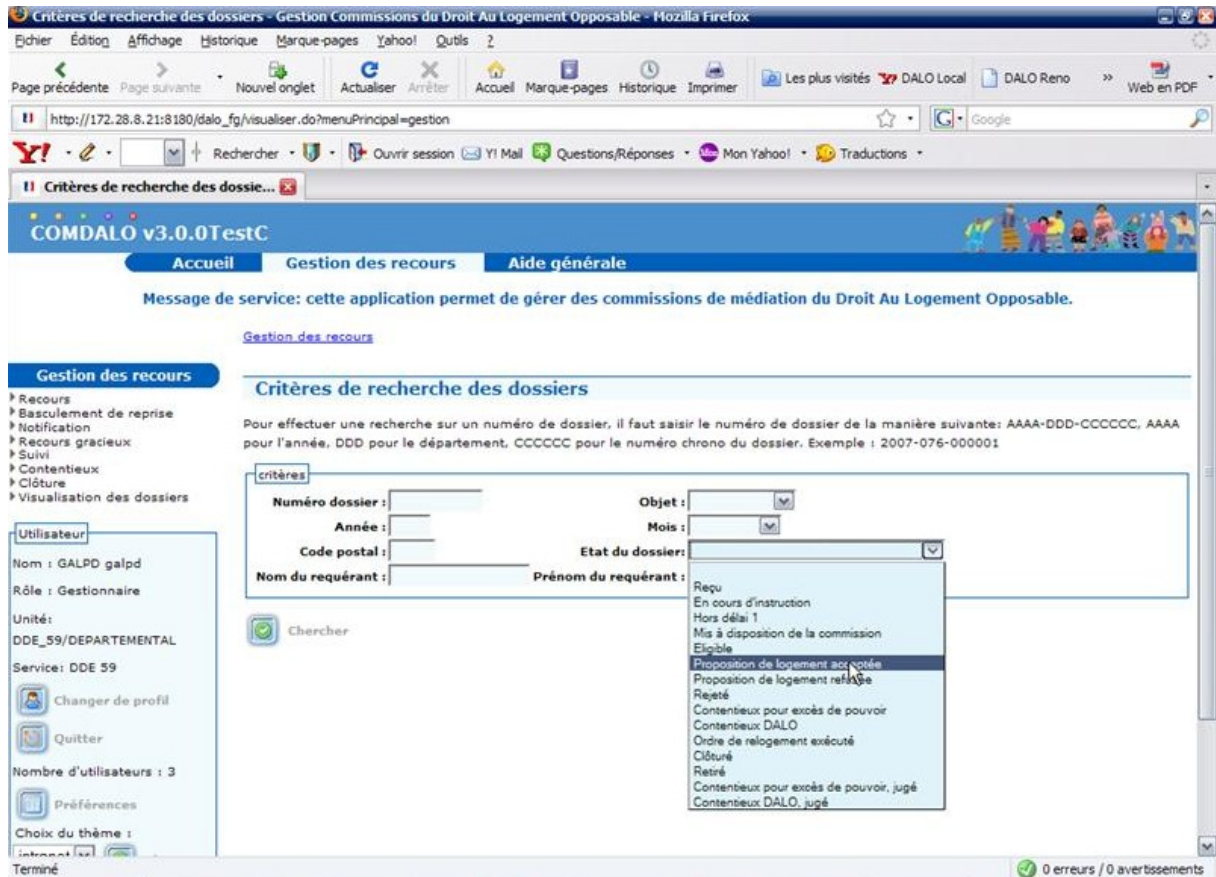 Critères de recherche des dossiers - Gestion Commissions du Droit Au Logement Opposable - Mozilla Firefox
Fichier Édition Affichage Historique Marque-pages Yahoo! Outils ?
Page précédente Page suivante Nouvel onglet Actualiser Arrêter Accueil Marque-pages Historique Imprimer Les plus visités DALO Local DALO Reno » Web en PDF
http://172.28.8.21:8180/dalo_fg/visualiser.do?menuPrincipal=gestion Google
Y! Rechercher Ouvrir session Y! Mail Questions/Réponses Mon Yahoo! Traductions
Critères de recherche des dossie...
COMDALO v3.0.0TestC
Accueil Gestion des recours Aide générale
Message de service: cette application permet de gérer des commissions de médiation du Droit Au Logement Opposable.
Gestion des recours
Gestion des recours
Recours
Basculement de reprise
Notification
Recours gracieux
Suivi
Contentieux
Clôture
Visualisation des dossiers
Utilisateur
Nom : GALPD galpd
Rôle : Gestionnaire
Unité:
DDE_59/DEPARTEMENTAL
Service: DDE 59
Changer de profil
Quitter
Nombre d'utilisateurs : 3
Préférences
Choix du thème :
intranet
Critères de recherche des dossiers
Pour effectuer une recherche sur un numéro de dossier, il faut saisir le numéro de dossier de la manière suivante: AAAA-DDD-CCCCCC, AAAA
pour l'année, DDD pour le département, CCCCCC pour le numéro chrono du dossier. Exemple : 2007-076-000001
critères
Numéro dossier : Objet :
Année : Mois :
Code postal : Etat du dossier:
Nom du requérant : Prénom du requérant :
Reçu
En cours d'instruction
Hors délai 1
Mis à disposition de la commission
Eligible
Proposition de logement acceptée
Proposition de logement refusée
Rejeté
Contentieux pour excès de pouvoir
Contentieux DALO
Ordre de relogement exécuté
Clôturé
Retiré
Contentieux pour excès de pouvoir, jugé
Contentieux DALO, jugé
Chercher
Terminé 0 erreurs / 0 avertissements